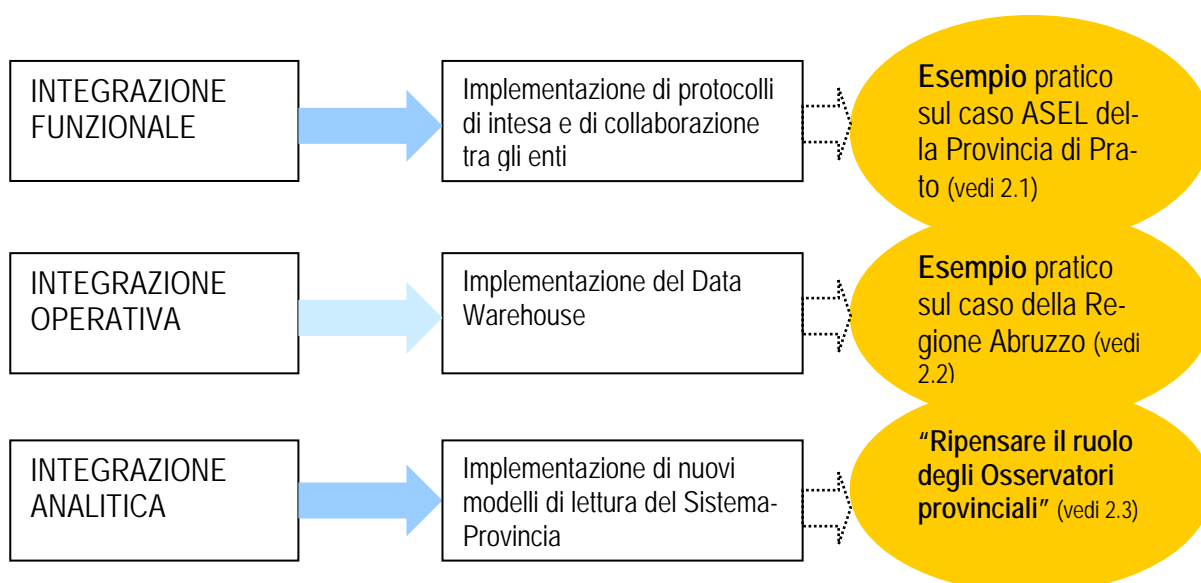 INTEGRAZIONE
FUNZIONALE
Implementazione di protocolli
di intesa e di collaborazione
tra gli enti
Esempio pratico
sul caso ASEL del-
la Provincia di Pra-
to (vedi 2.1)
INTEGRAZIONE
OPERATIVA
Implementazione del Data
Warehouse
Esempio pratico
sul caso della Re-
gione Abruzzo (vedi
2.2)
INTEGRAZIONE
ANALITICA
Implementazione di nuovi
modelli di lettura del Sistema-
Provincia
“Ripensare il ruolo
degli Osservatori
provinciali” (vedi 2.3)